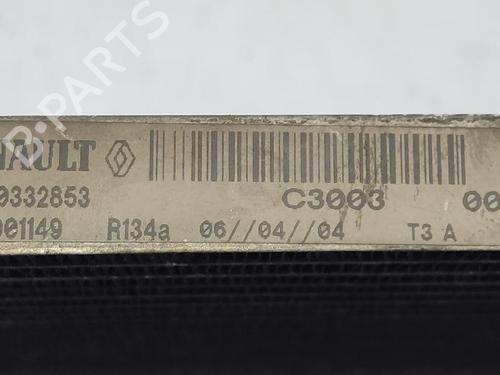 B-PARTS
NAULT
0332853 C3003 00
001149 R134a 06//04//04 T3 A